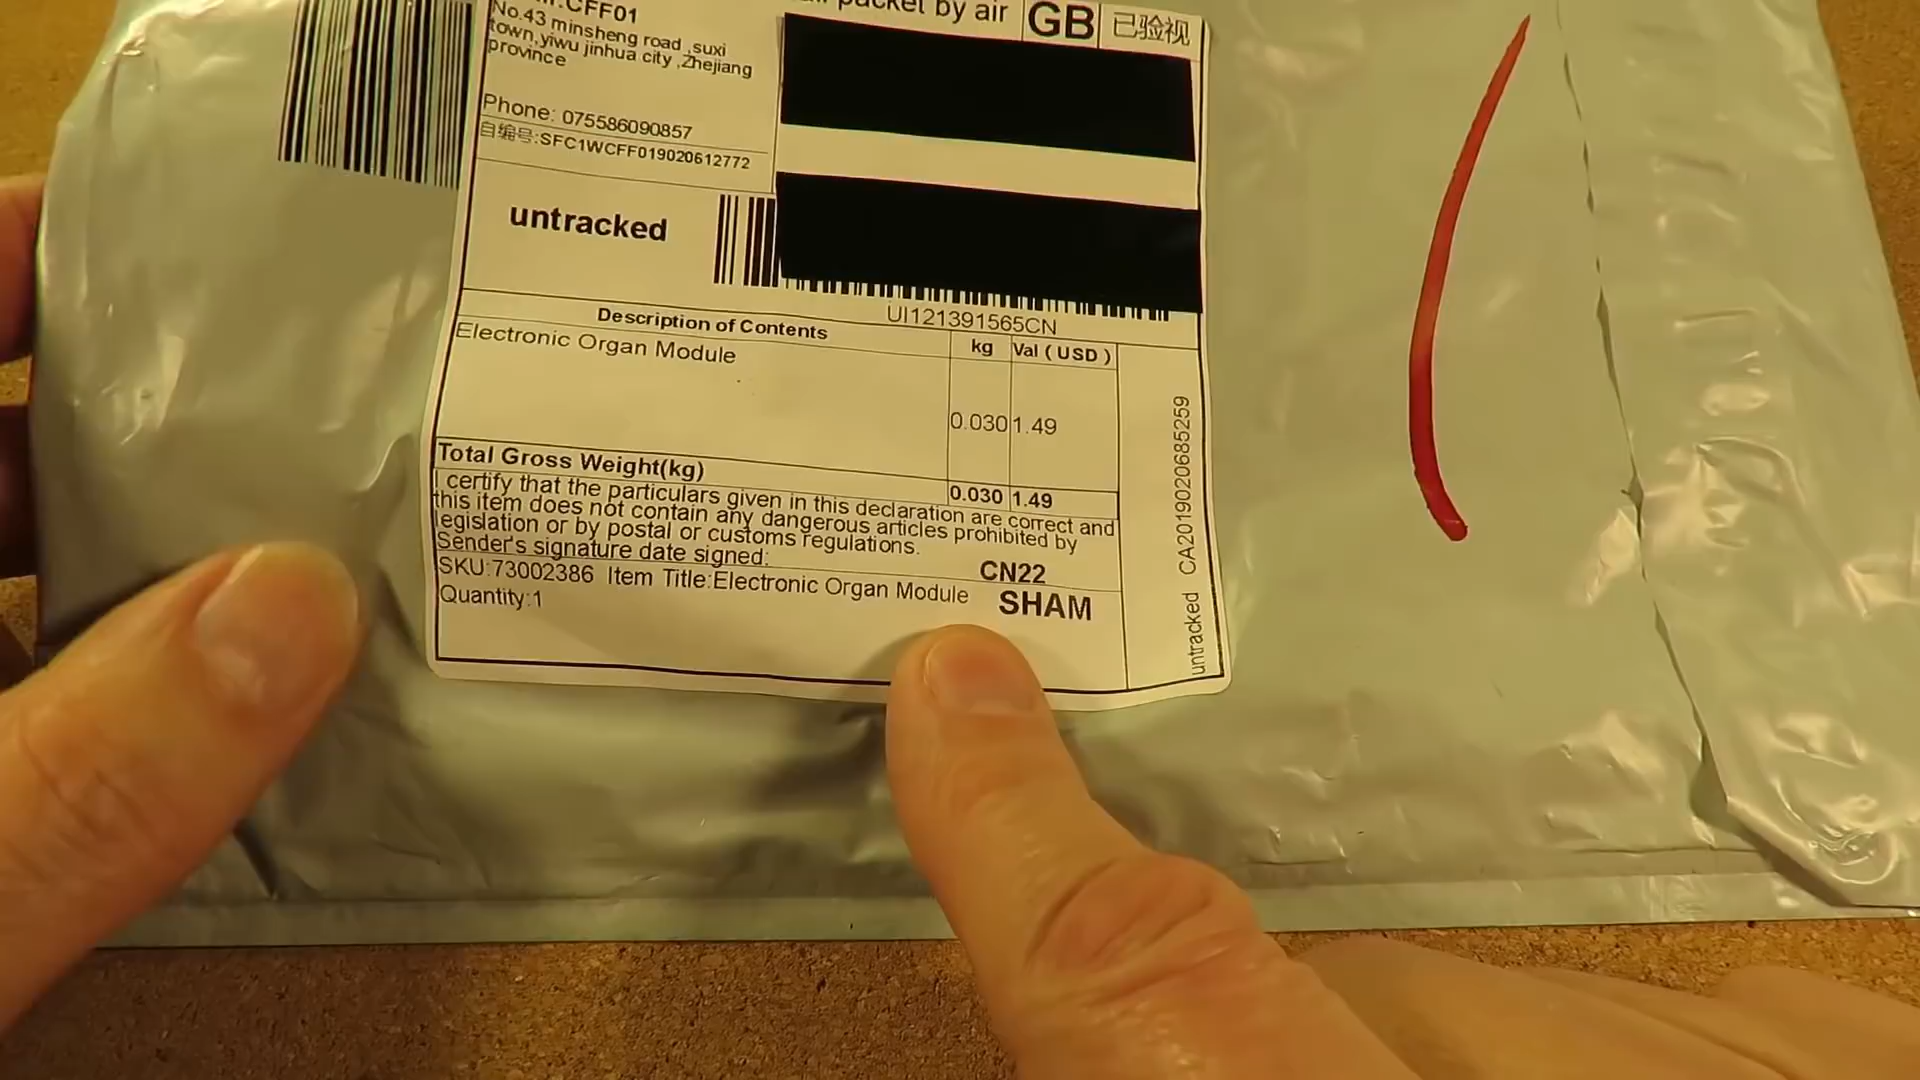 CFF01
No.43 minsheng road ,suxi
town,yiwu jinhua city ,Zhejiang
province
Phone: 075586090857
自编号:SFC1WCFF019020612772
packet by air
GB
已验视
untracked
UI121391565CN
Description of Contents
kg
Val ( USD )
Electronic Organ Module
0.030
1.49
Total Gross Weight(kg)
0.030
1.49
I certify that the particulars given in this declaration are correct and
this item does not contain any dangerous articles prohibited by
legislation or by postal or customs regulations.
Sender's signature date signed:
CN22
SKU:73002386 Item Title:Electronic Organ Module
SHAM
Quantity:1
untracked CA2019020685259